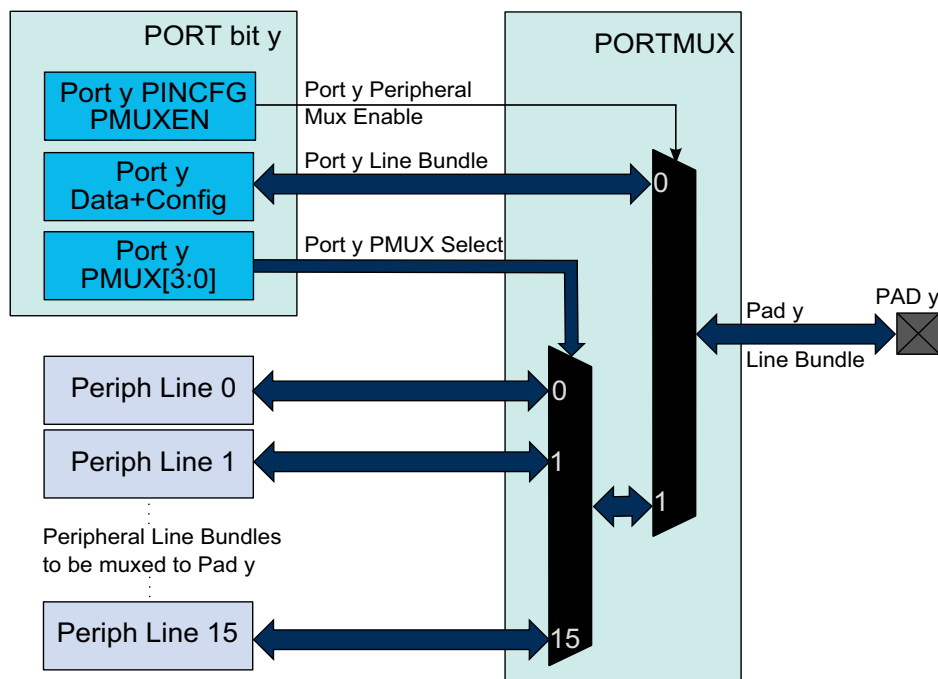 PORT bit y
PORTMUX
Port y PINCFG
PMUXEN
Port y Peripheral
Mux Enable
Port y
Data+Config
Port y Line Bundle
0
Port y
PMUX[3:0]
Port y PMUX Select
Pad y
Line Bundle
PAD y
Periph Line 0
0
Periph Line 1
1
1
Peripheral Line Bundles
to be muxed to Pad y
Periph Line 15
15